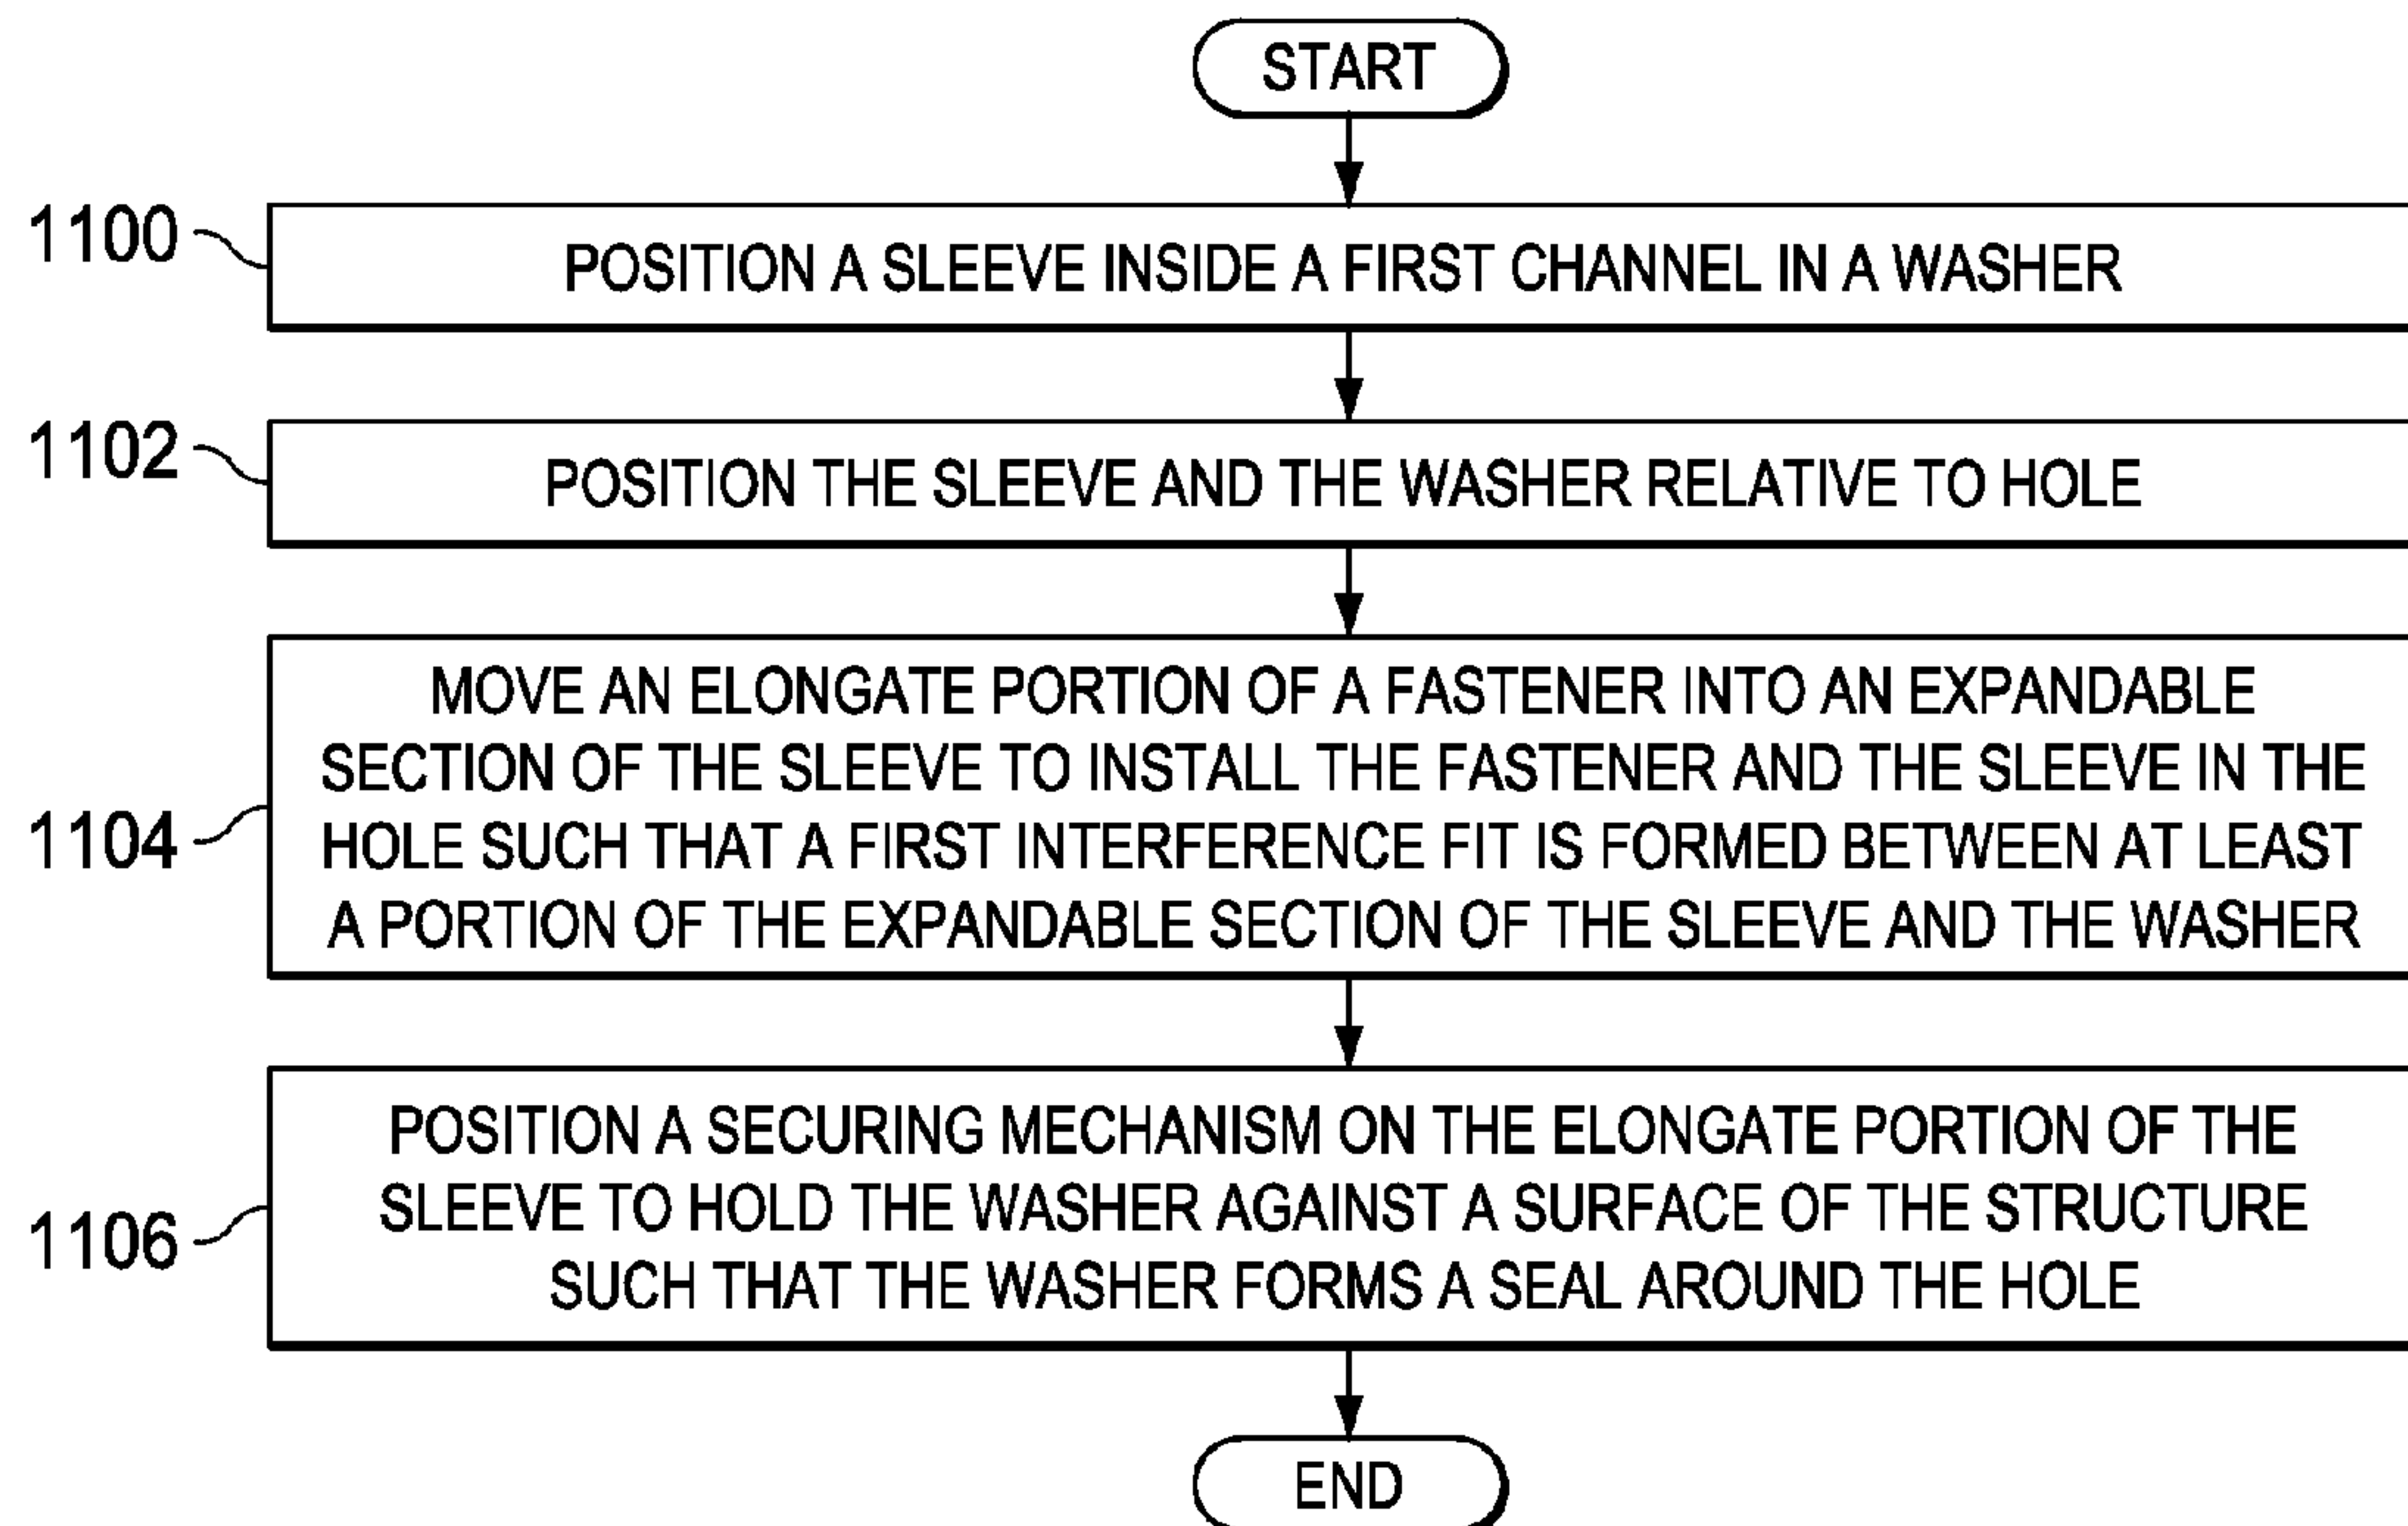 START
1100
POSITION A SLEEVE INSIDE A FIRST CHANNEL IN A WASHER
1102
POSITION THE SLEEVE AND THE WASHER RELATIVE TO HOLE
1104
MOVE AN ELONGATE PORTION OF A FASTENER INTO AN EXPANDABLE
SECTION OF THE SLEEVE TO INSTALL THE FASTENER AND THE SLEEVE IN THE
HOLE SUCH THAT A FIRST INTERFERENCE FIT IS FORMED BETWEEN AT LEAST
A PORTION OF THE EXPANDABLE SECTION OF THE SLEEVE AND THE WASHER
1106
POSITION A SECURING MECHANISM ON THE ELONGATE PORTION OF THE
SLEEVE TO HOLD THE WASHER AGAINST A SURFACE OF THE STRUCTURE
SUCH THAT THE WASHER FORMS A SEAL AROUND THE HOLE
END